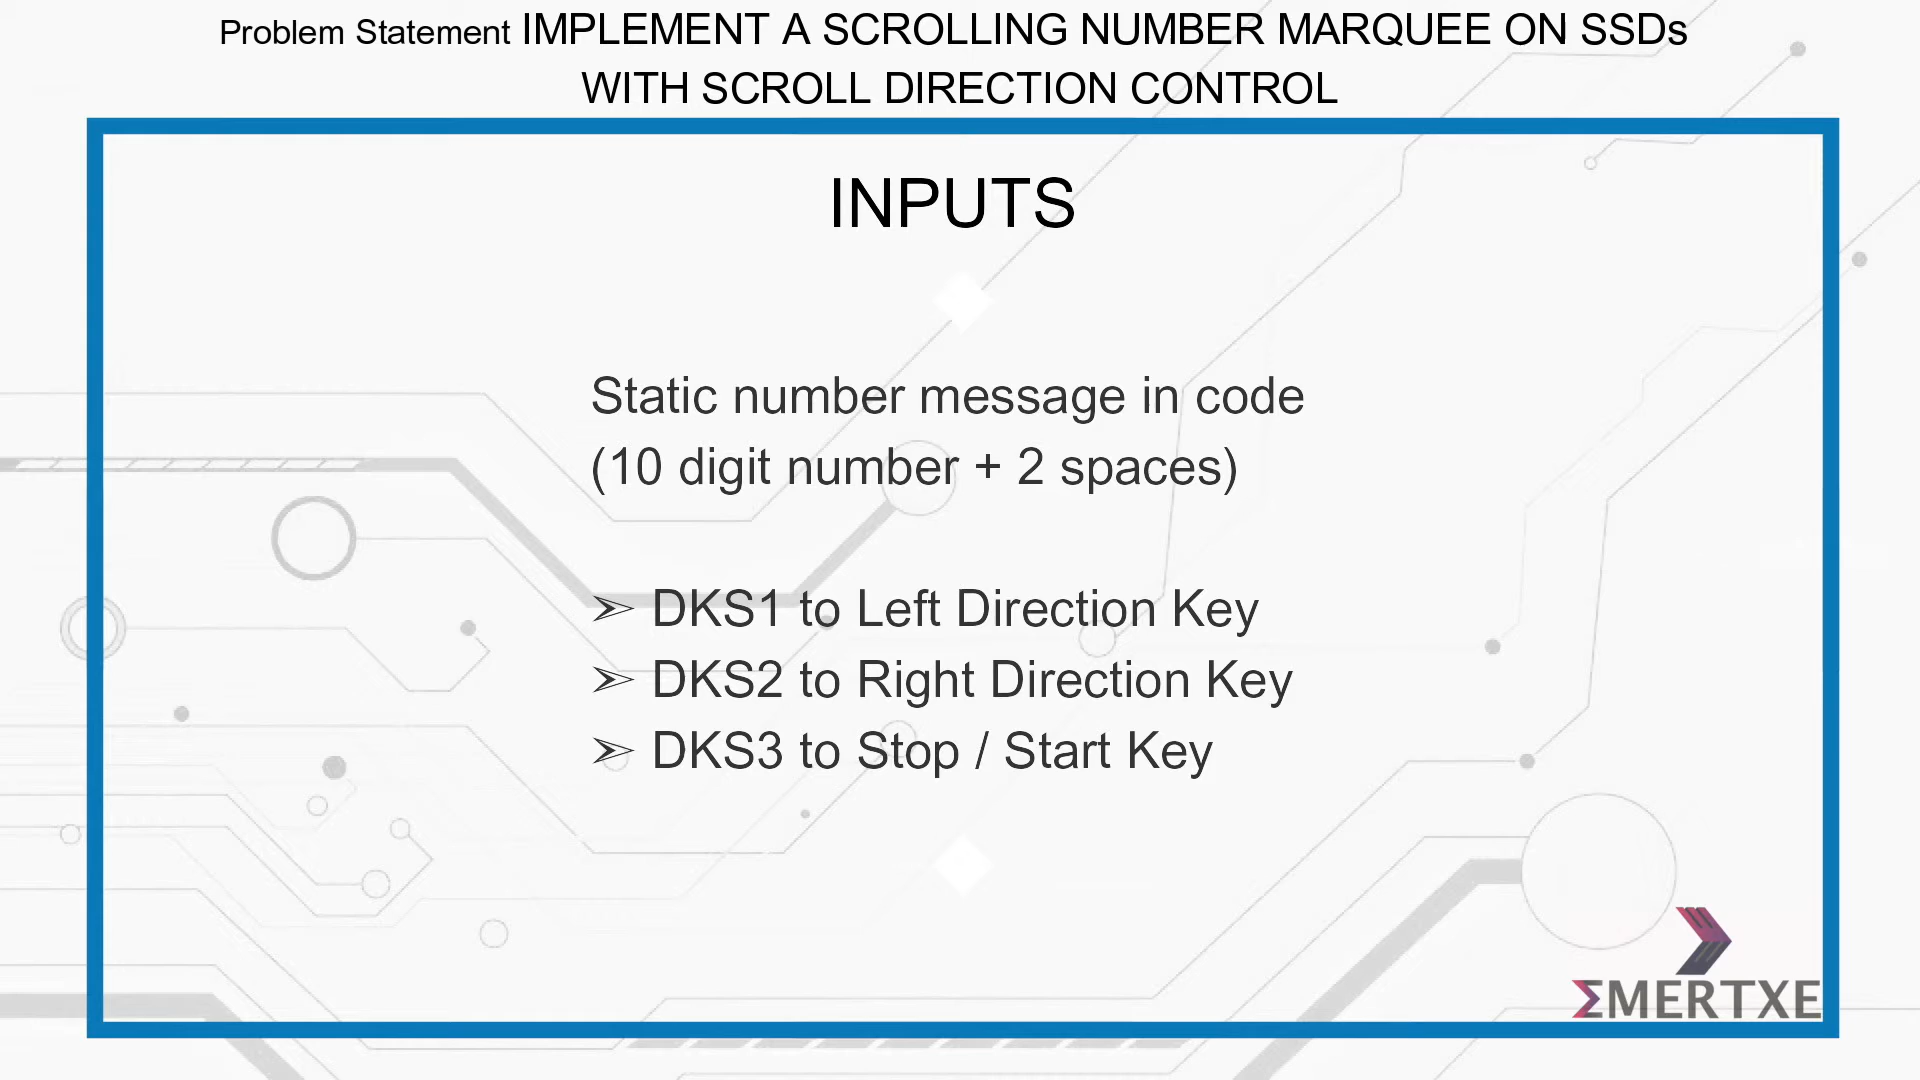 Problem Statement IMPLEMENT A SCROLLING NUMBER MARQUEE ON SSDs
WITH SCROLL DIRECTION CONTROL
INPUTS
Static number message in code
(10 digit number + 2 spaces)
➢ DKS1 to Left Direction Key
➢ DKS2 to Right Direction Key
➢ DKS3 to Stop / Start Key
ΣMERTXE